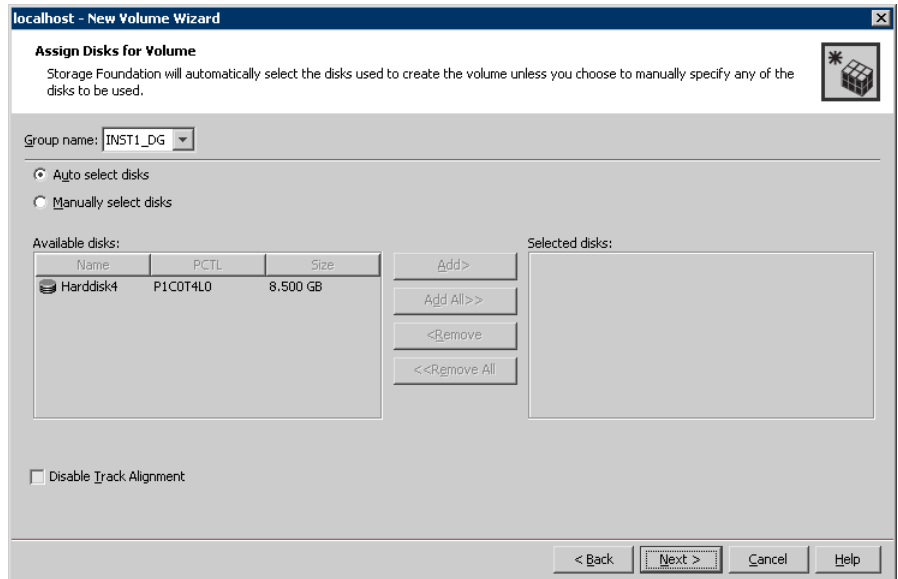 localhost - New Volume Wizard
Assign Disks for Volume
Storage Foundation will automatically select the disks used to create the volume unless you choose to manually specify any of the
disks to be used.
Group name: INST1_DG
Auto select disks
Manually select disks
Available disks:
Selected disks:
Name PCTL Size
Harddisk4 P1C0T4L0 8.500 GB
Add>
Add All>>
<Remove
<<Remove All
Disable Track Alignment
< Back Next > Cancel Help